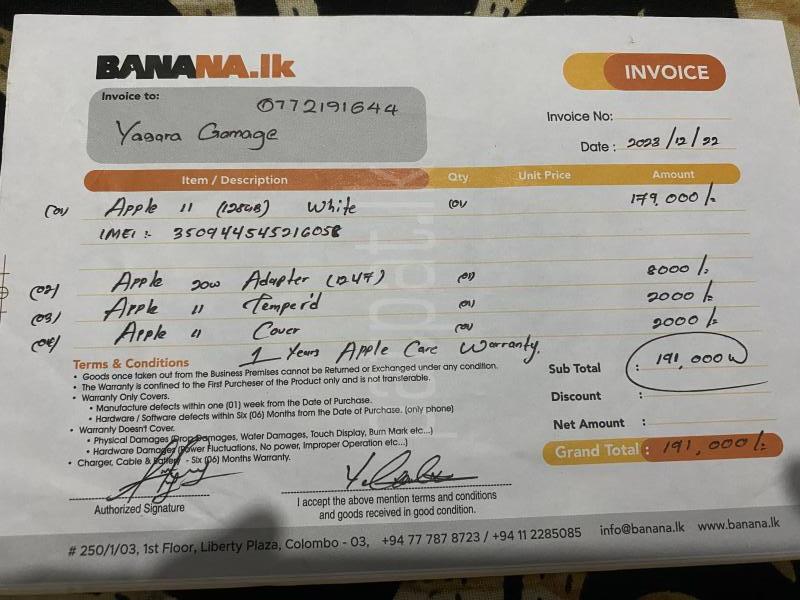 BANANA.lk
INVOICE
Invoice to: 0772191644
Yasara Gamage
Invoice No:
Date : 2023/12/22
Item / Description Qty Unit Price Amount
(01) Apple 11 (128GB) White (01) 179,000/-
IMEI :- 350944545216058
(02) Apple 20w Adapter (1247) (01) 8000/-
(03) Apple 11 Temper'd (01) 2000/-
(04) Apple 11 Cover (01) 2000/-
1 Years Apple Care Warranty.
Terms & Conditions
• Goods once taken out from the Business Premises cannot be Returned or Exchanged under any condition.
• The Warranty is confined to the First Purcheser of the Product only and is not transferable.
• Warranty Only Covers.
• Manufacture defects within one (01) week from the Date of Purchase.
• Hardware / Software defects within Six (06) Months from the Date of Purchase. (only phone)
• Warranty Doesn't Cover.
• Physical Damages (Drop Damages, Water Damages, Touch Display, Burn Mark etc...)
• Hardware Damages (Power Fluctuations, No power, Improper Operation etc...)
• Charger, Cable & Battery - Six (06) Months Warranty.
Sub Total : 191,000
Discount :
Net Amount :
Grand Total : 191,000/-
Authorized Signature
I accept the above mention terms and conditions
and goods received in good condition.
# 250/1/03, 1st Floor, Liberty Plaza, Colombo - 03, +94 77 787 8723 / +94 11 2285085 info@banana.lk www.banana.lk